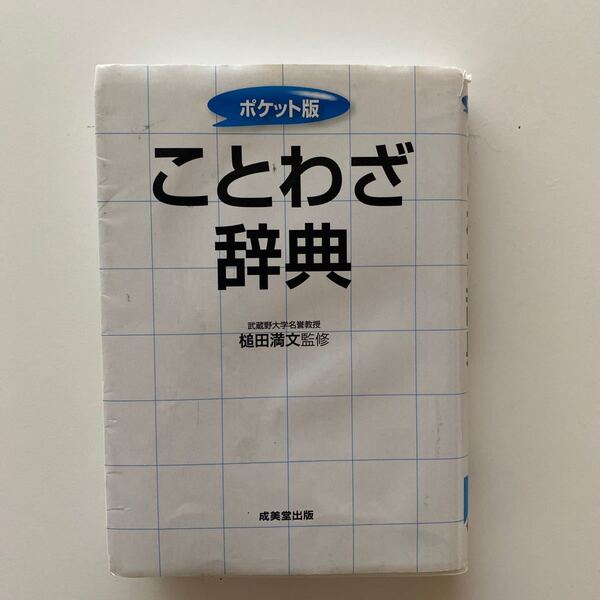 ポケット版
ことわざ
辞典
武蔵野大学名誉教授
槌田満文監修
成美堂出版